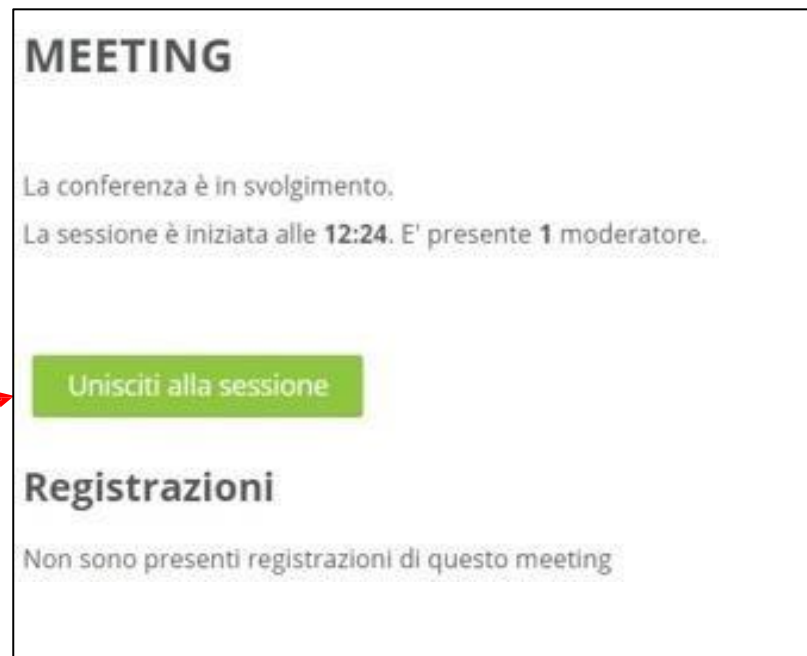 MEETING
La conferenza è in svolgimento.
La sessione è iniziata alle 12:24. E' presente 1 moderatore.
Unisciti alla sessione
Registrazioni
Non sono presenti registrazioni di questo meeting